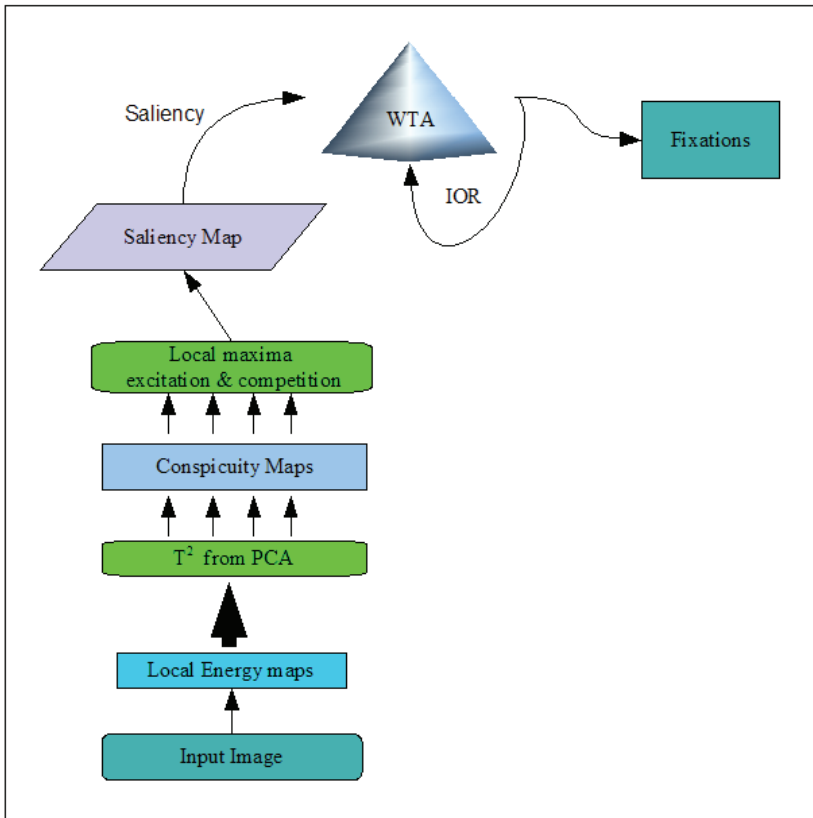 Saliency
WTA
Fixations
IOR
Saliency Map
Local maxima
excitation & competition
Conspicuity Maps
T² from PCA
Local Energy maps
Input Image